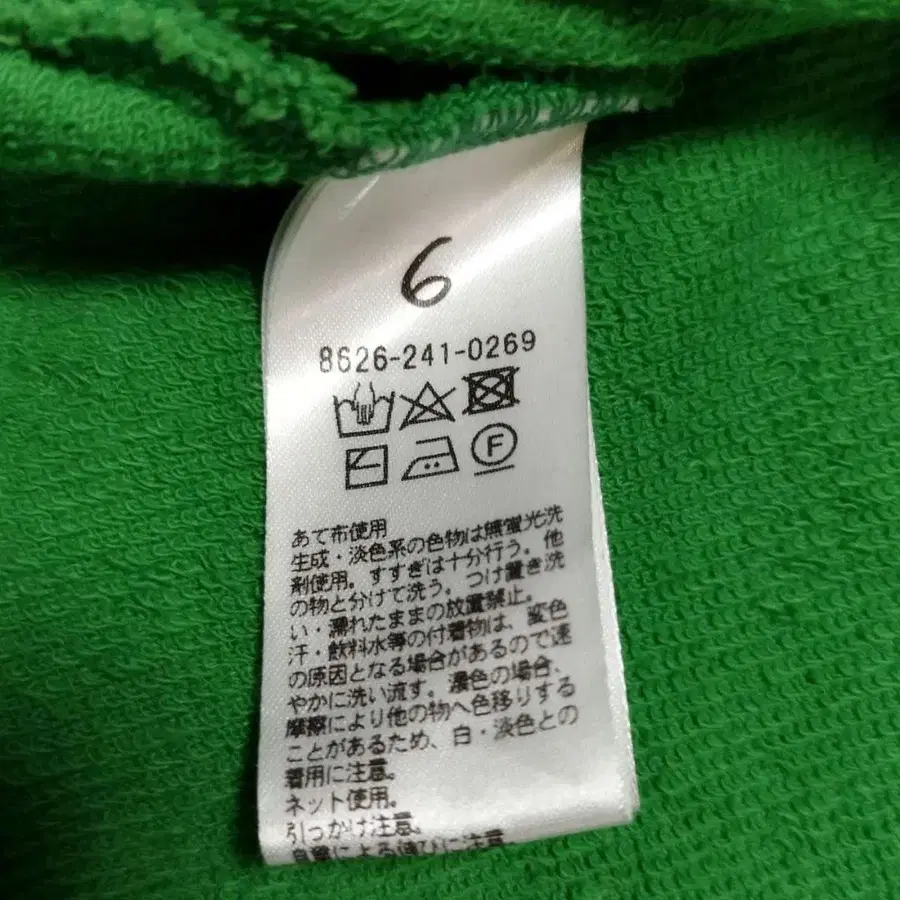 6
8626-241-0269
F
あて布使用
生成・淡色系の色物は無蛍光洗
剤使用。すすぎは十分行う。他
の物と分けて洗う。つけ置き洗
い・濡れたままの放置禁止。
汗・飲料水等の付着物は、変色
の原因となる場合があるので速
やかに洗い流す。濃色の場合、
摩擦により他の物へ色移りする
ことがあるため、白・淡色との
着用に注意。
ネット使用。
引っかけ注意。
による
注意